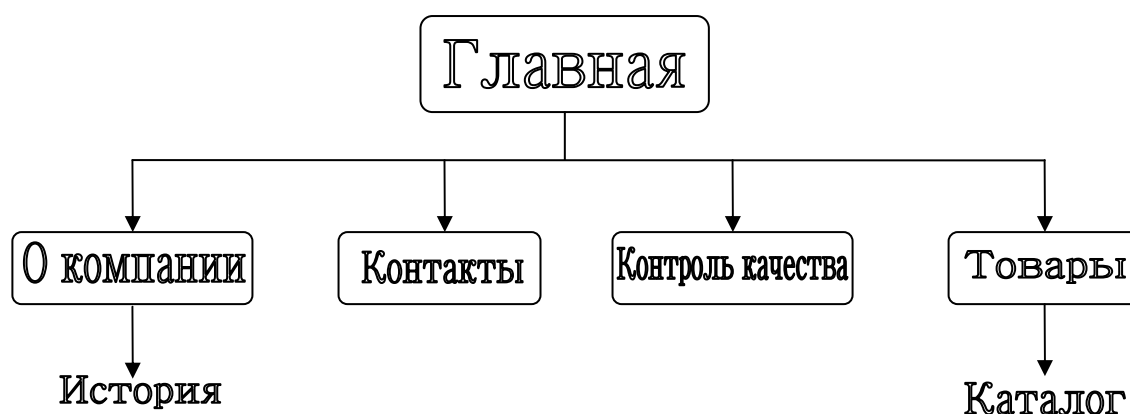 Главная
О компании
Контакты
Контроль качества
Товары
История
Каталог